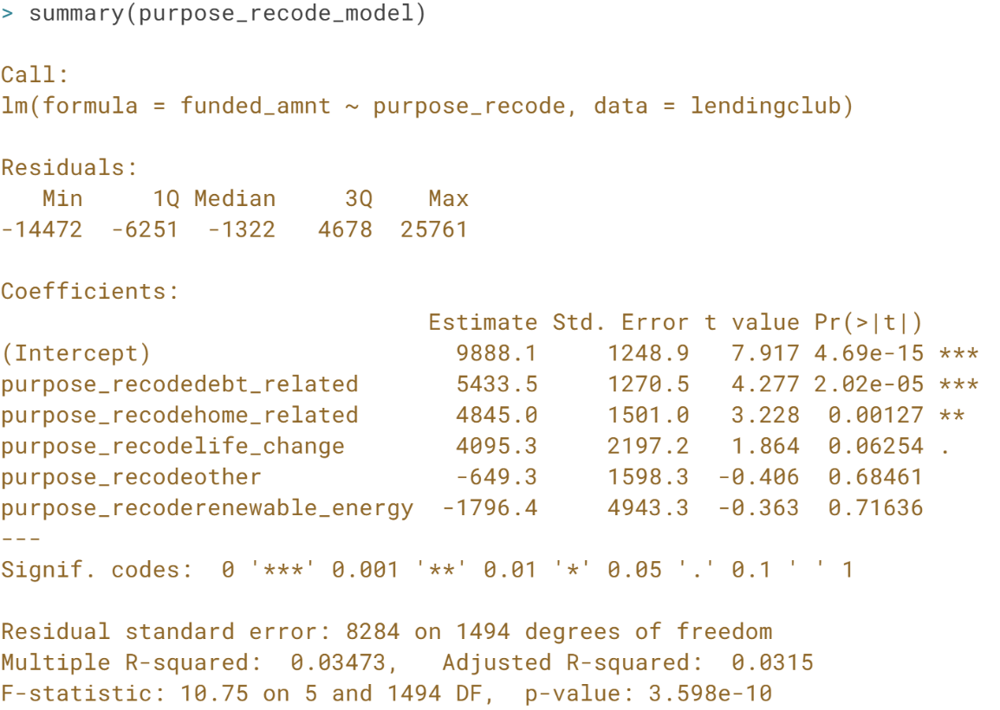 > summary(purpose_recode_model)
Call:
lm(formula = funded_amnt ~ purpose_recode, data = lendingclub)
Residuals:
   Min     1Q Median     3Q    Max
-14472  -6251  -1322   4678  25761
Coefficients:
                               Estimate Std. Error t value Pr(>|t|)
(Intercept)                      9888.1     1248.9   7.917 4.69e-15 ***
purpose_recodedebt_related       5433.5     1270.5   4.277 2.02e-05 ***
purpose_recodehome_related       4845.0     1501.0   3.228  0.00127 **
purpose_recodelife_change        4095.3     2197.2   1.864  0.06254 .
purpose_recodeother              -649.3     1598.3  -0.406  0.68461
purpose_recoderenewable_energy  -1796.4     4943.3  -0.363  0.71636
---
Signif. codes:  0 '***' 0.001 '**' 0.01 '*' 0.05 '.' 0.1 ' ' 1
Residual standard error: 8284 on 1494 degrees of freedom
Multiple R-squared:  0.03473,   Adjusted R-squared:  0.0315
F-statistic: 10.75 on 5 and 1494 DF,  p-value: 3.598e-10